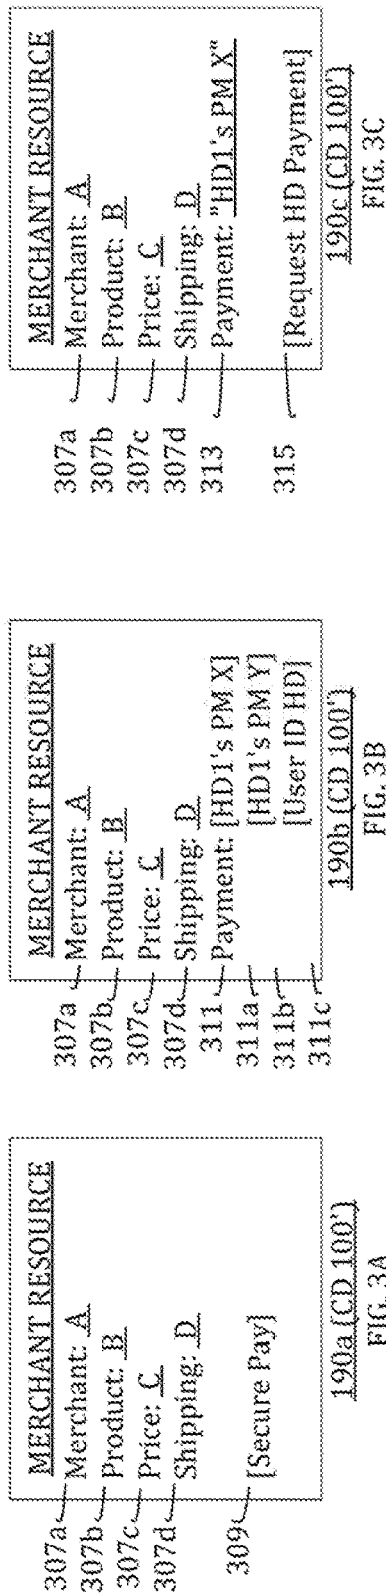 MERCHANT RESOURCE
307a Merchant: A
307b Product: B
307c Price: C
307d Shipping: D
309 [Secure Pay]
190a (CD 100')
FIG. 3A
MERCHANT RESOURCE
307a Merchant: A
307b Product: B
307c Price: C
307d Shipping: D
311 Payment: [HD1's PM X]
311a
[HD1's PM Y]
311b
[User ID HD]
311c
190b (CD 100')
FIG. 3B
MERCHANT RESOURCE
307a Merchant: A
307b Product: B
307c Price: C
307d Shipping: D
313 Payment: "HD1's PM X"
315 [Request HD Payment]
190c (CD 100')
FIG. 3C